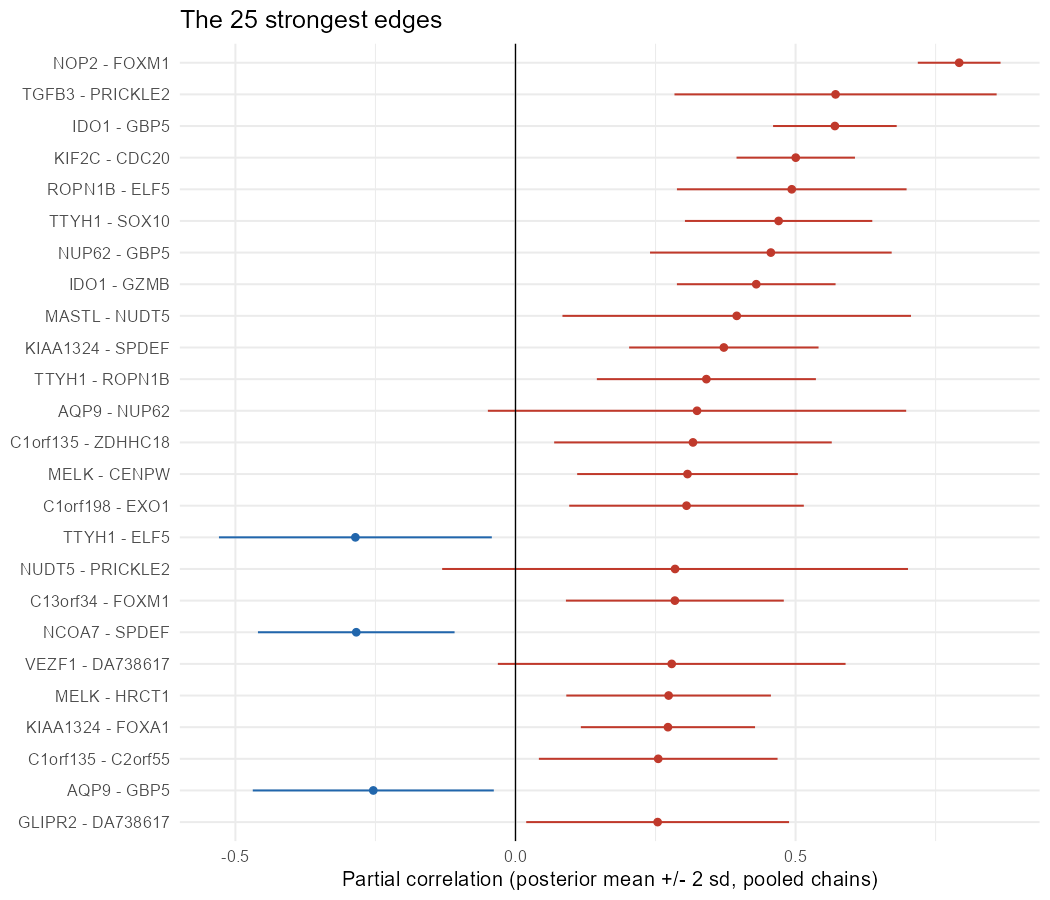 The 25 strongest edges
NOP2 - FOXM1
TGFB3 - PRICKLE2
IDO1 - GBP5
KIF2C - CDC20
ROPN1B - ELF5
TTYH1 - SOX10
NUP62 - GBP5
IDO1 - GZMB
MASTL - NUDT5
KIAA1324 - SPDEF
TTYH1 - ROPN1B
AQP9 - NUP62
C1orf135 - ZDHHC18
MELK - CENPW
C1orf198 - EXO1
TTYH1 - ELF5
NUDT5 - PRICKLE2
C13orf34 - FOXM1
NCOA7 - SPDEF
VEZF1 - DA738617
MELK - HRCT1
KIAA1324 - FOXA1
C1orf135 - C2orf55
AQP9 - GBP5
GLIPR2 - DA738617
-0.5 0.0 0.5
Partial correlation (posterior mean +/- 2 sd, pooled chains)